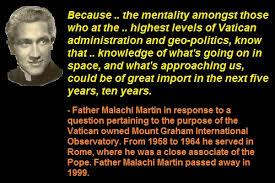 Because .. the mentality amongst those
who at the .. highest levels of Vatican
administration and geo-politics, know
that .. knowledge of what's going on in
space, and what's approaching us,
could be of great import in the next five
years, ten years.
- Father Malachi Martin in response to a
question pertaining to the purpose of the
Vatican owned Mount Graham International
Observatory. From 1958 to 1964 he served in
Rome, where he was a close associate of the
Pope. Father Malachi Martin passed away in
1999.